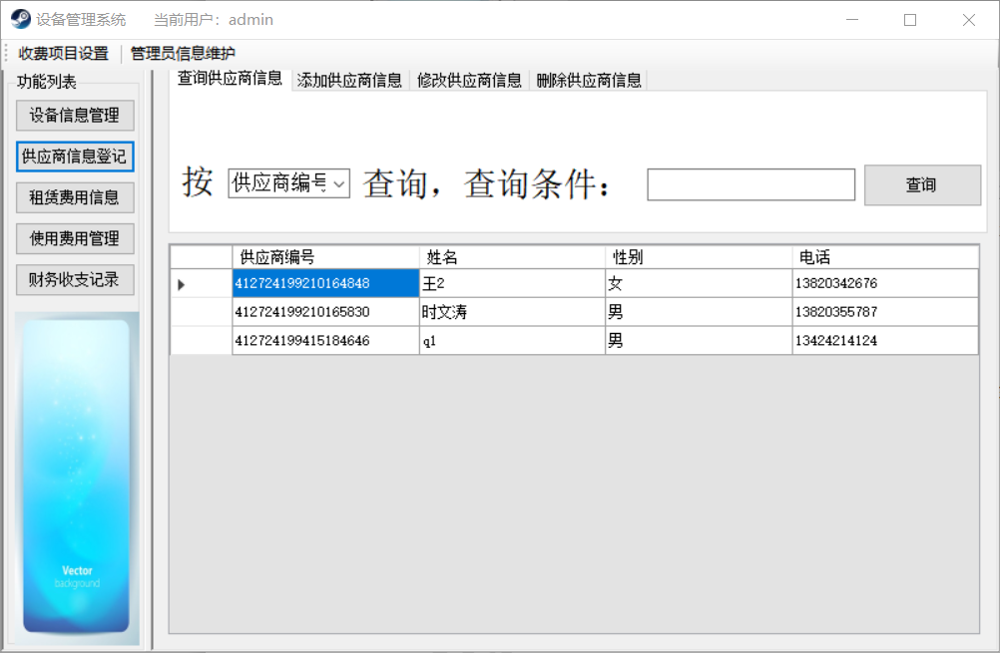 设备管理系统 当前用户：admin
收费项目设置 管理员信息维护
功能列表
设备信息管理
供应商信息登记
租赁费用信息
使用费用管理
财务收支记录
Vector
background
查询供应商信息 添加供应商信息 修改供应商信息 删除供应商信息
按 供应商编号 查询，查询条件： 查询
供应商编号 姓名 性别 电话
412724199210164848 王2 女 13820342676
412724199210165830 时文涛 男 13820355787
412724199415184646 q1 男 13424214124